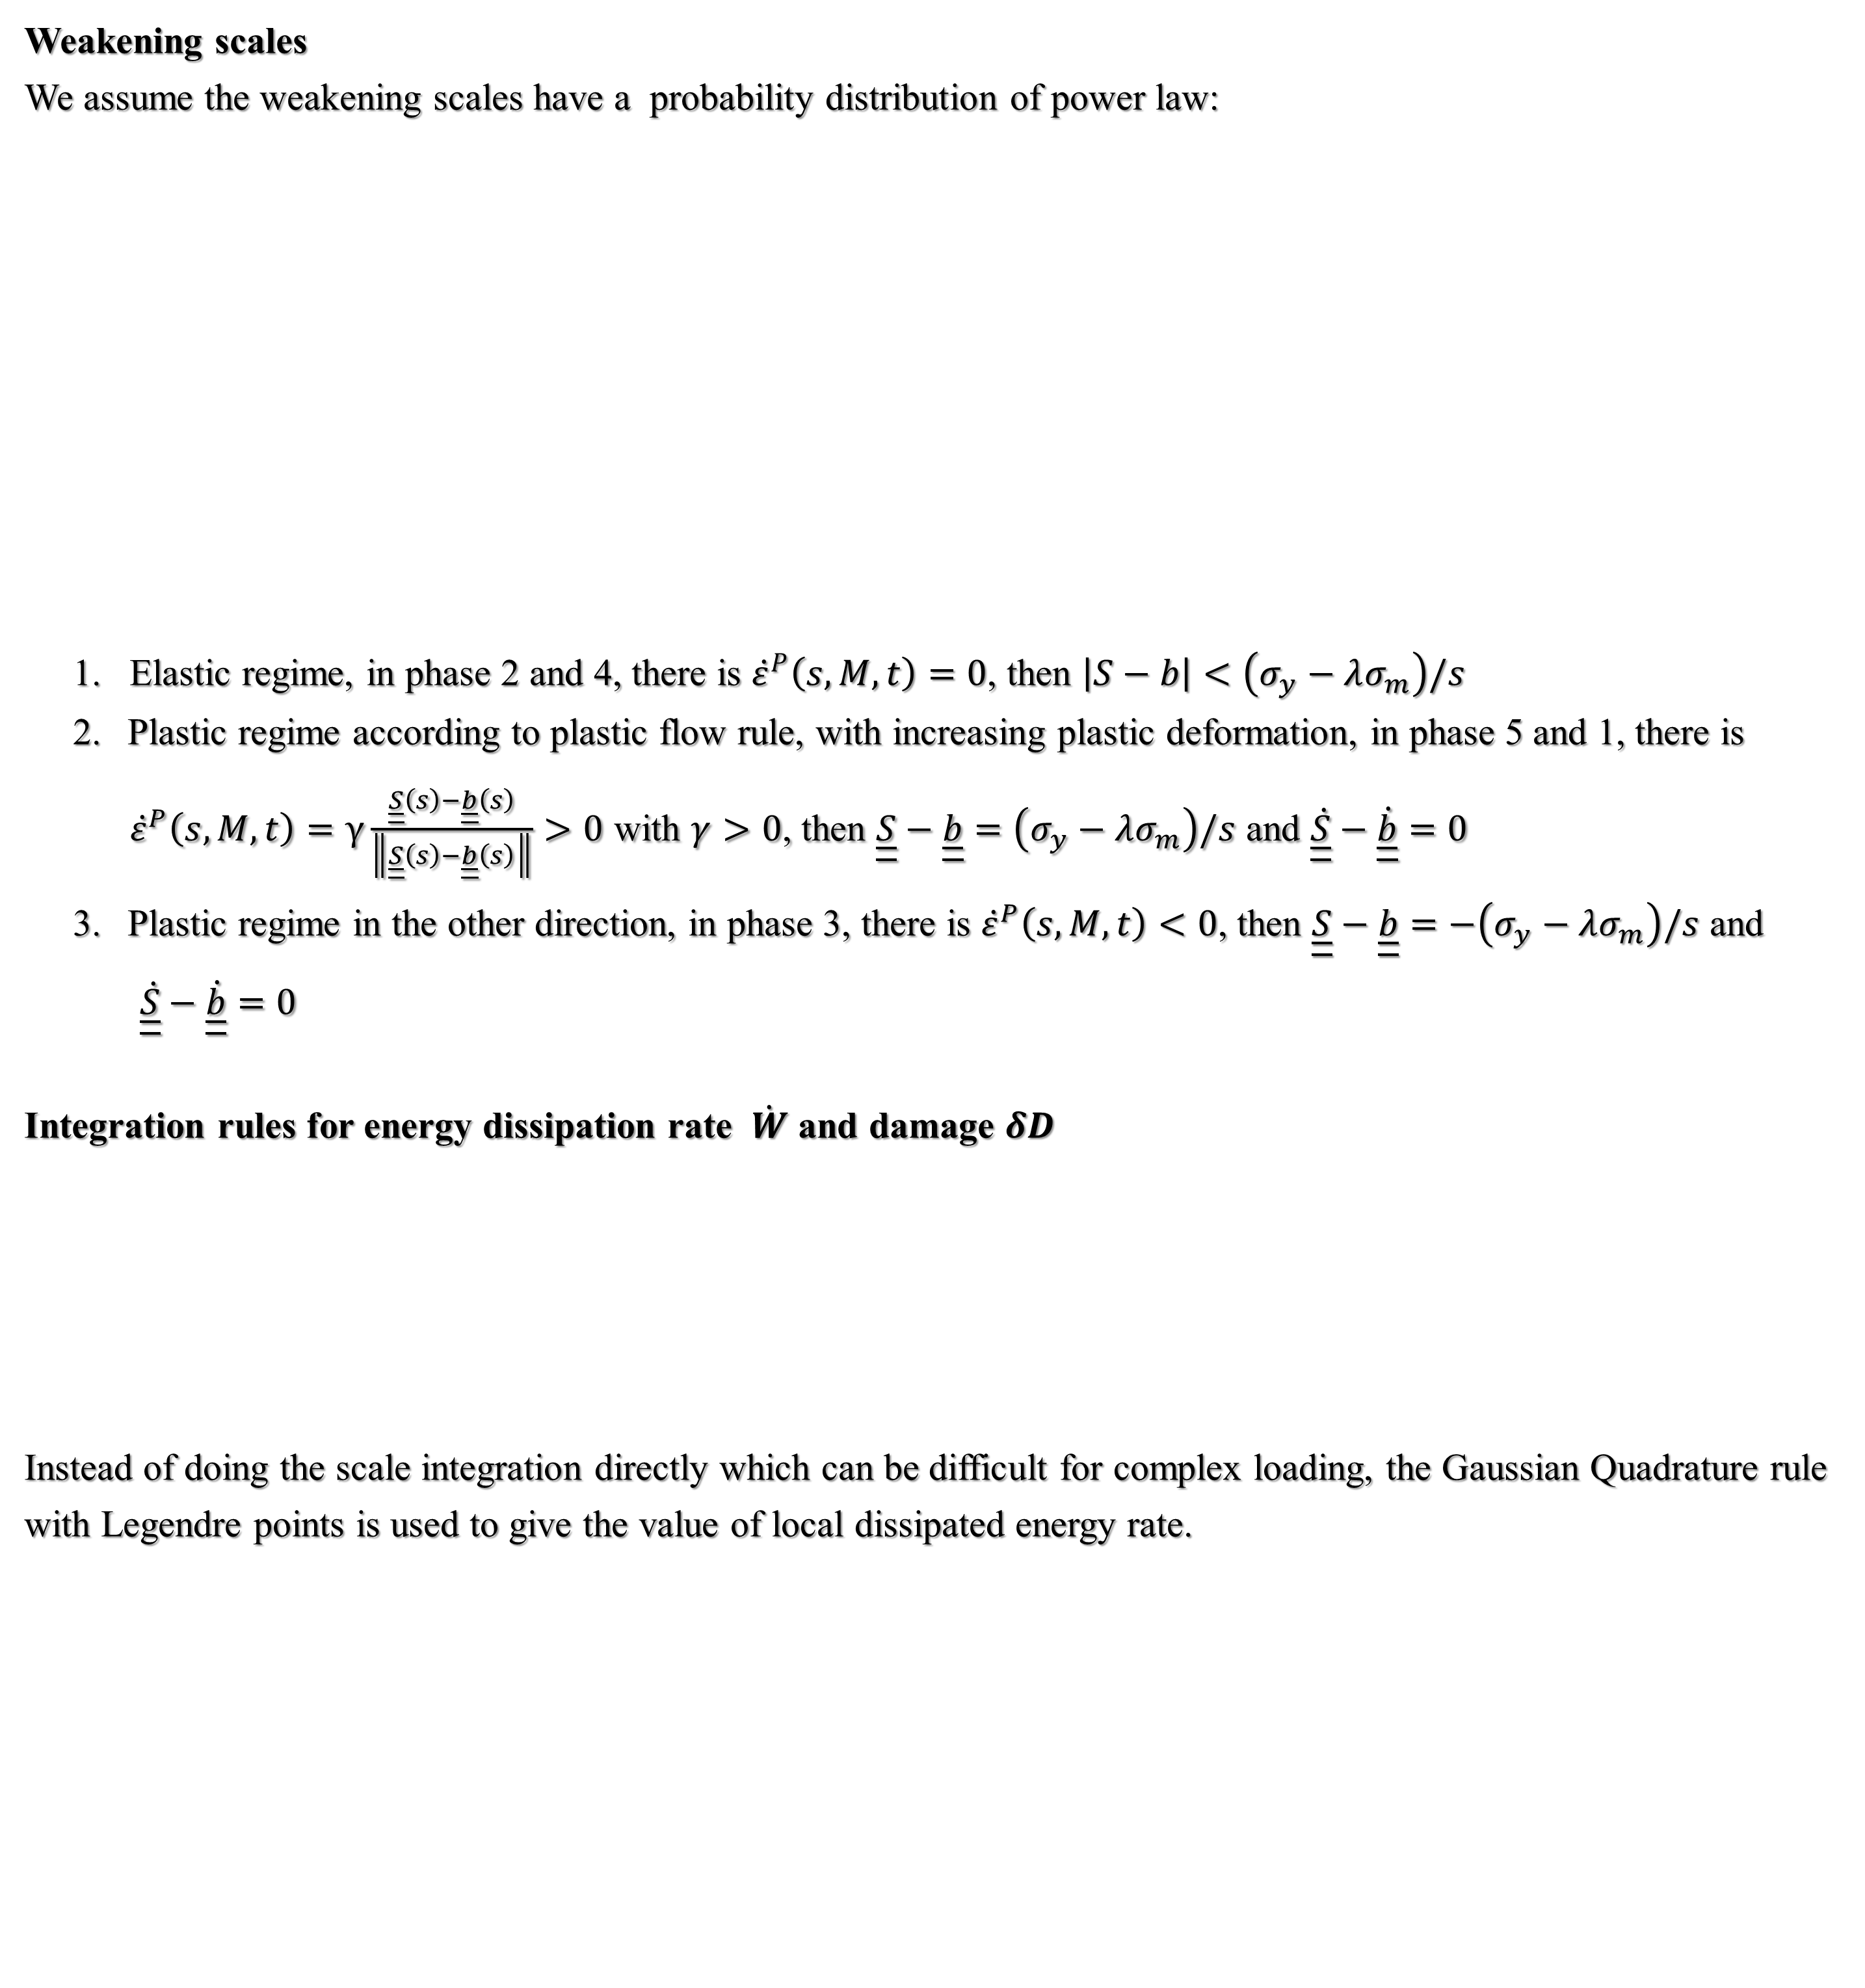 Weakening scales
We assume the weakening scales have a probability distribution of power law:
1. Elastic regime, in phase 2 and 4, there is ε̇ᴾ(s, M, t) = 0, then |S − b| < (σ_y − λσ_m)/s
2. Plastic regime according to plastic flow rule, with increasing plastic deformation, in phase 5 and 1, there is
ε̇ᴾ(s, M, t) = γ (S̳(s)−b̳(s))/‖S̳(s)−b̳(s)‖ > 0 with γ > 0, then S̳ − b̳ = (σ_y − λσ_m)/s and Ṡ̳ − ḃ̳ = 0
3. Plastic regime in the other direction, in phase 3, there is ε̇ᴾ(s, M, t) < 0, then S̳ − b̳ = −(σ_y − λσ_m)/s and
Ṡ̳ − ḃ̳ = 0
Integration rules for energy dissipation rate Ẇ and damage δD
Instead of doing the scale integration directly which can be difficult for complex loading, the Gaussian Quadrature rule
with Legendre points is used to give the value of local dissipated energy rate.